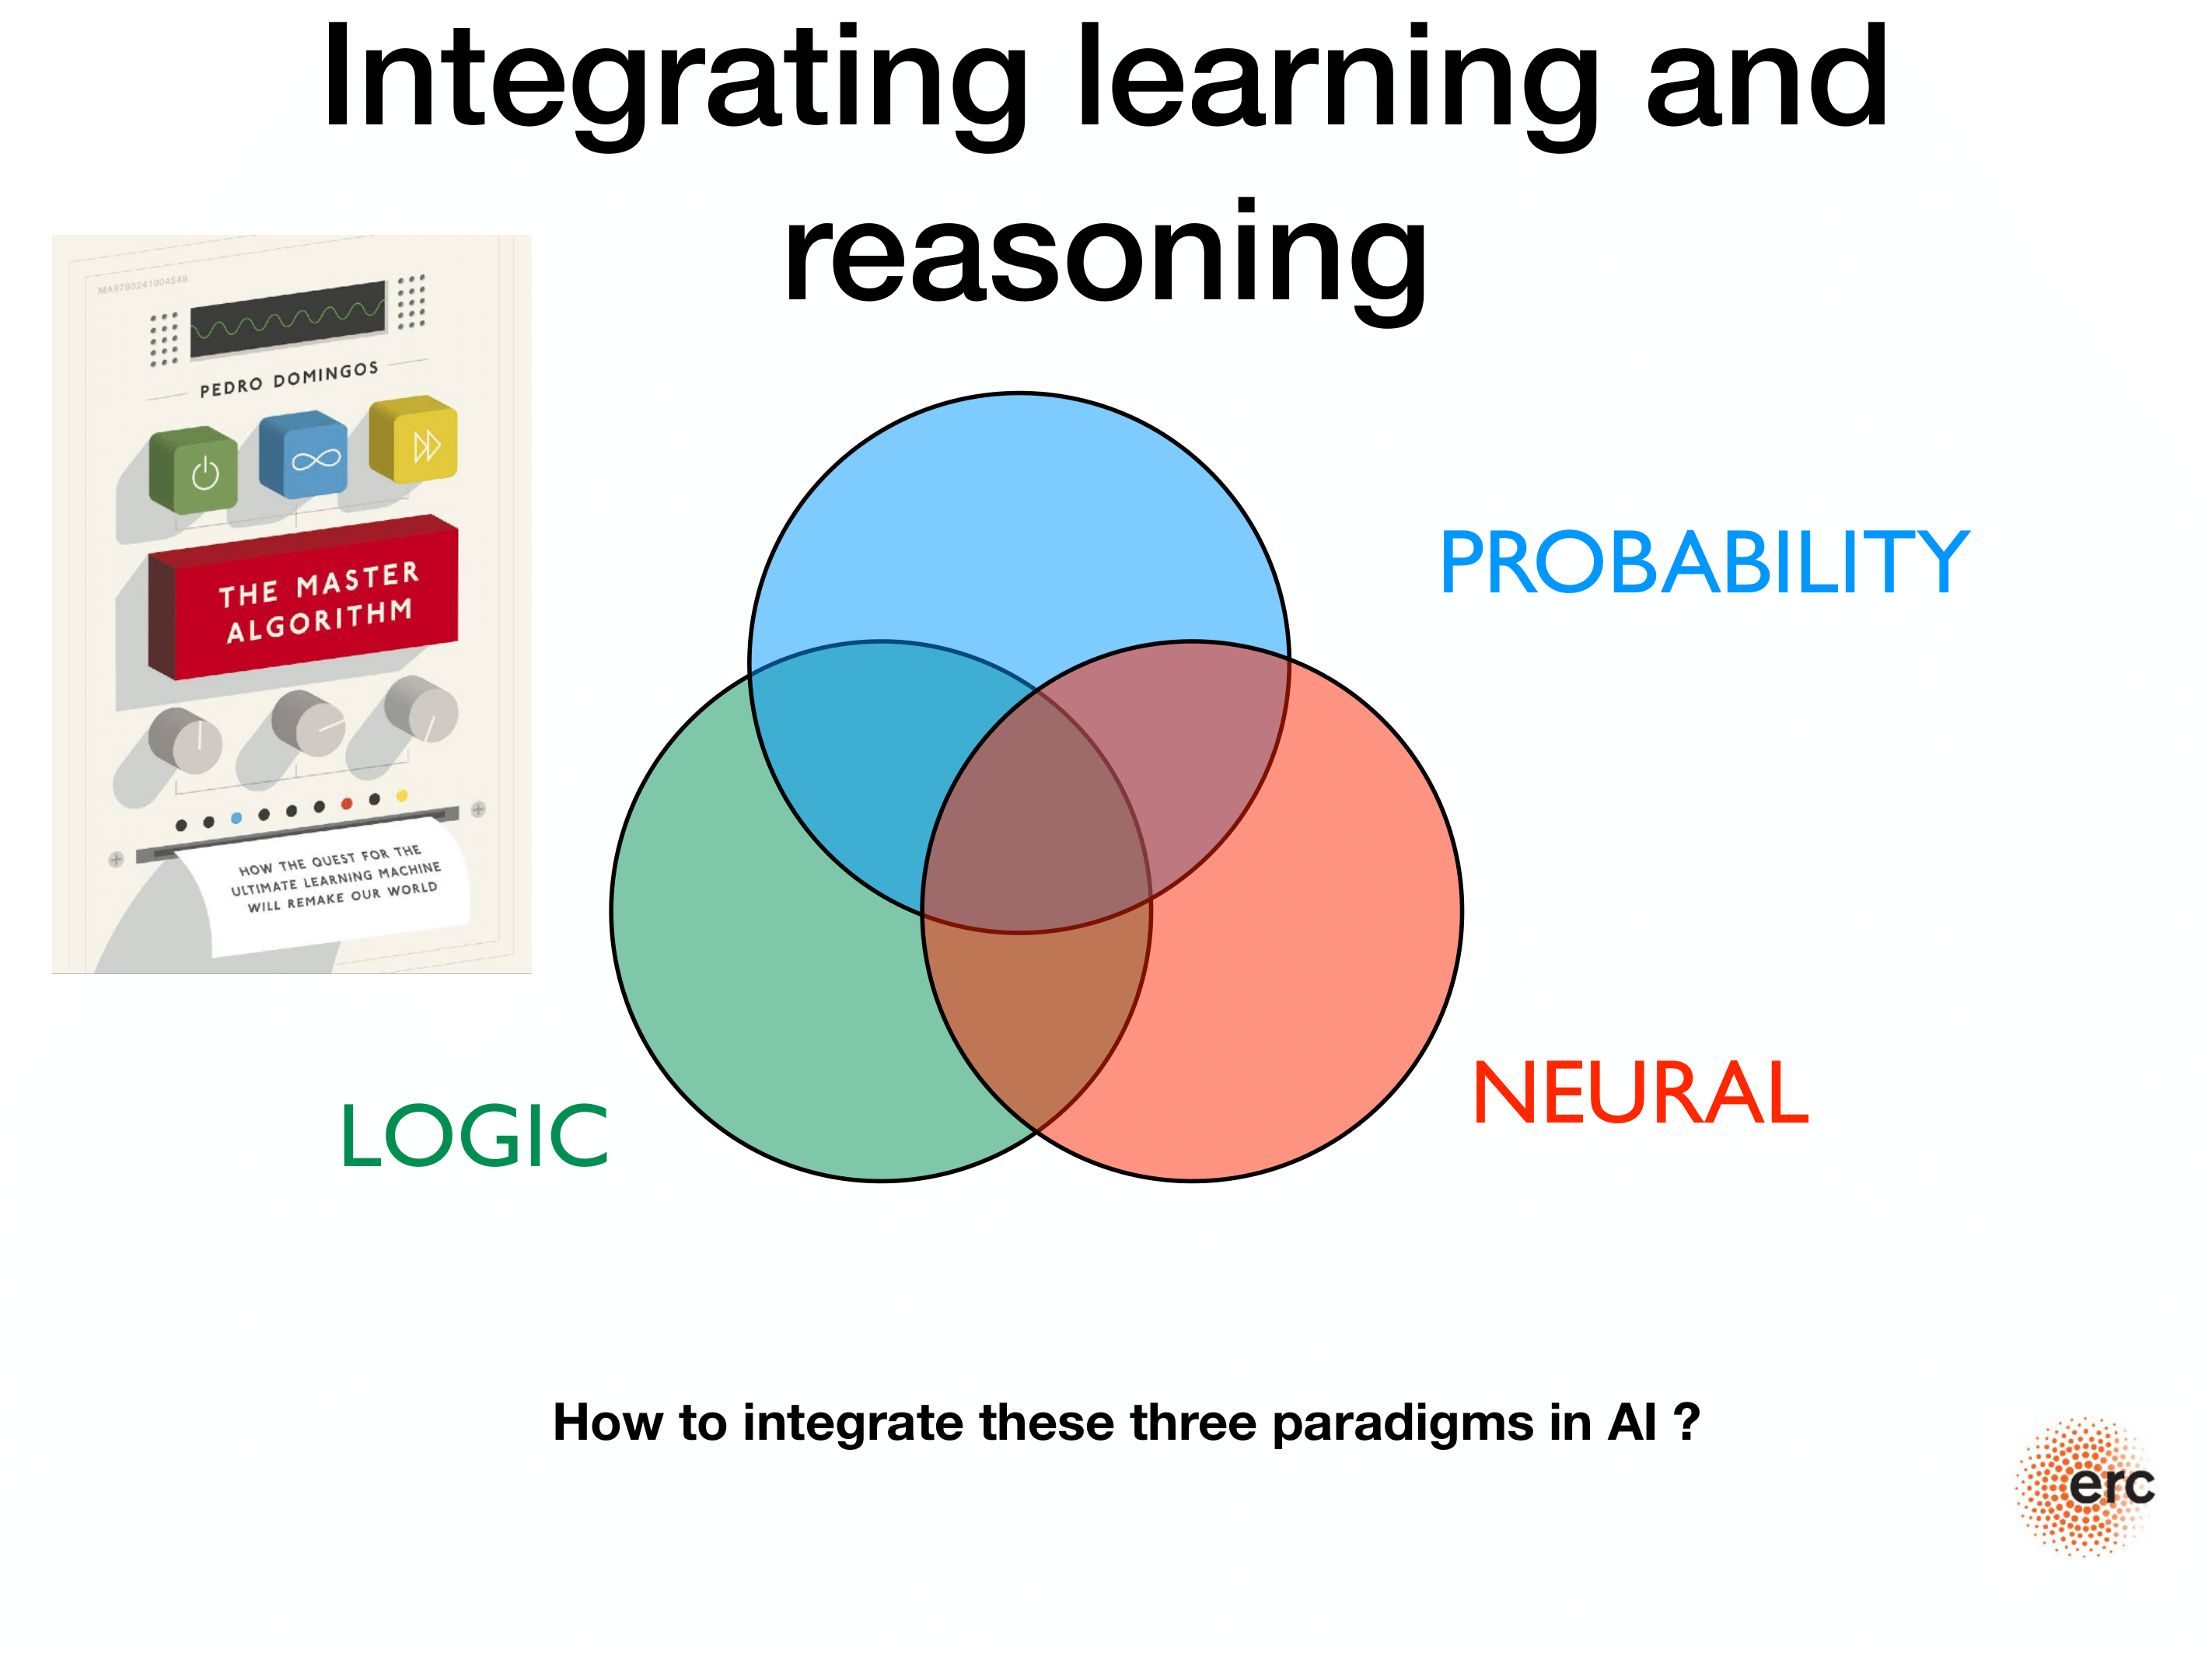 Integrating learning and
reasoning
MA9780241004548
PEDRO DOMINGOS
THE MASTER
ALGORITHM
HOW THE QUEST FOR THE
ULTIMATE LEARNING MACHINE
WILL REMAKE OUR WORLD
PROBABILITY
LOGIC
NEURAL
How to integrate these three paradigms in AI ?
erc